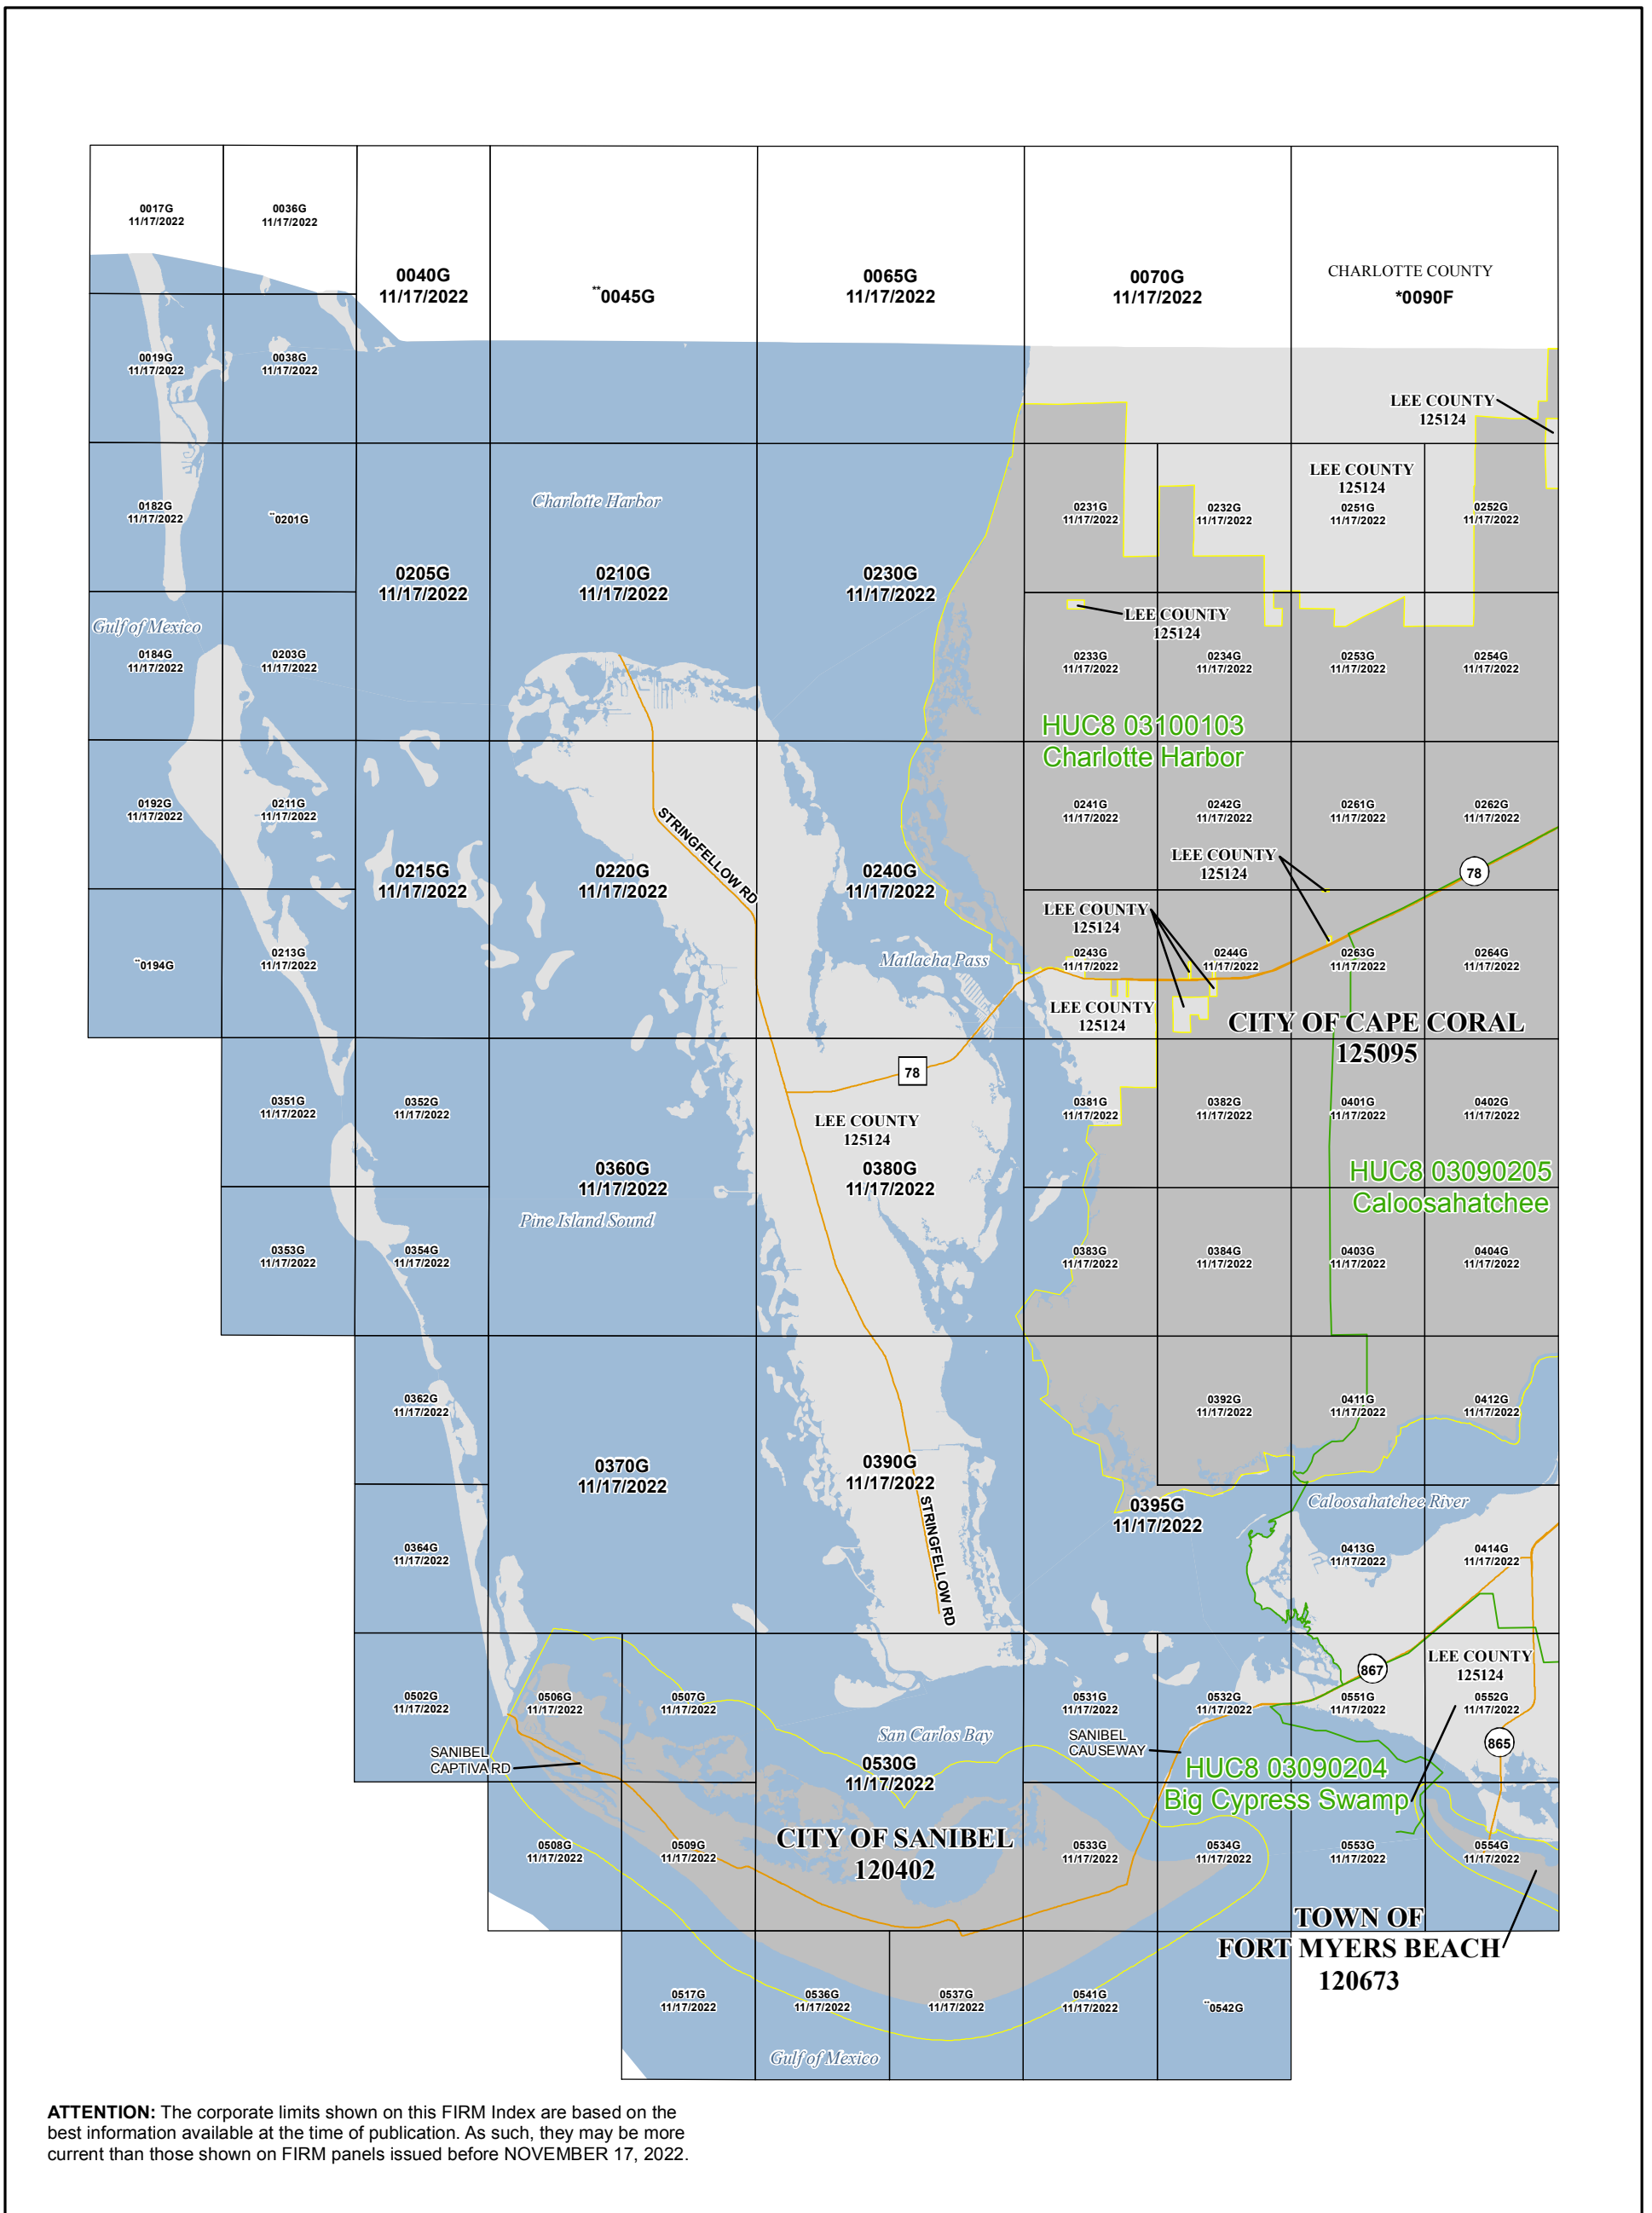 0017G
11/17/2022
0036G
11/17/2022
0040G
11/17/2022
**0045G
0065G
11/17/2022
0070G
11/17/2022
CHARLOTTE COUNTY
*0090F
0019G
11/17/2022
0038G
11/17/2022
LEE COUNTY
125124
0182G
11/17/2022
**0201G
Charlotte Harbor
0205G
11/17/2022
0210G
11/17/2022
0230G
11/17/2022
0231G
11/17/2022
0232G
11/17/2022
LEE COUNTY
125124
0251G
11/17/2022
0252G
11/17/2022
Gulf of Mexico
0184G
11/17/2022
0203G
11/17/2022
LEE COUNTY
125124
0233G
11/17/2022
0234G
11/17/2022
0253G
11/17/2022
0254G
11/17/2022
HUC8 03100103
Charlotte Harbor
0192G
11/17/2022
0211G
11/17/2022
0215G
11/17/2022
STRINGFELLOW RD
0220G
11/17/2022
0240G
11/17/2022
0241G
11/17/2022
0242G
11/17/2022
0261G
11/17/2022
0262G
11/17/2022
LEE COUNTY
125124
78
**0194G
0213G
11/17/2022
Matlacha Pass
LEE COUNTY
125124
0243G
11/17/2022
0244G
11/17/2022
0263G
11/17/2022
0264G
11/17/2022
LEE COUNTY
125124
CITY OF CAPE CORAL
125095
78
0351G
11/17/2022
0352G
11/17/2022
LEE COUNTY
125124
0360G
11/17/2022
0380G
11/17/2022
0381G
11/17/2022
0382G
11/17/2022
0401G
11/17/2022
0402G
11/17/2022
HUC8 03090205
Caloosahatchee
Pine Island Sound
0353G
11/17/2022
0354G
11/17/2022
0383G
11/17/2022
0384G
11/17/2022
0403G
11/17/2022
0404G
11/17/2022
0362G
11/17/2022
0370G
11/17/2022
0390G
11/17/2022
0392G
11/17/2022
0411G
11/17/2022
0412G
11/17/2022
STRINGFELLOW RD
0395G
11/17/2022
Caloosahatchee River
0364G
11/17/2022
0413G
11/17/2022
0414G
11/17/2022
867
LEE COUNTY
125124
0502G
11/17/2022
0506G
11/17/2022
0507G
11/17/2022
0531G
11/17/2022
0532G
11/17/2022
0551G
11/17/2022
0552G
11/17/2022
San Carlos Bay
SANIBEL
CAUSEWAY
865
SANIBEL
CAPTIVA RD
0530G
11/17/2022
HUC8 03090204
Big Cypress Swamp
CITY OF SANIBEL
120402
0508G
11/17/2022
0509G
11/17/2022
0533G
11/17/2022
0534G
11/17/2022
0553G
11/17/2022
0554G
11/17/2022
TOWN OF
FORT MYERS BEACH
120673
0517G
11/17/2022
0536G
11/17/2022
0537G
11/17/2022
0541G
11/17/2022
**0542G
Gulf of Mexico
ATTENTION: The corporate limits shown on this FIRM Index are based on the
best information available at the time of publication. As such, they may be more
current than those shown on FIRM panels issued before NOVEMBER 17, 2022.